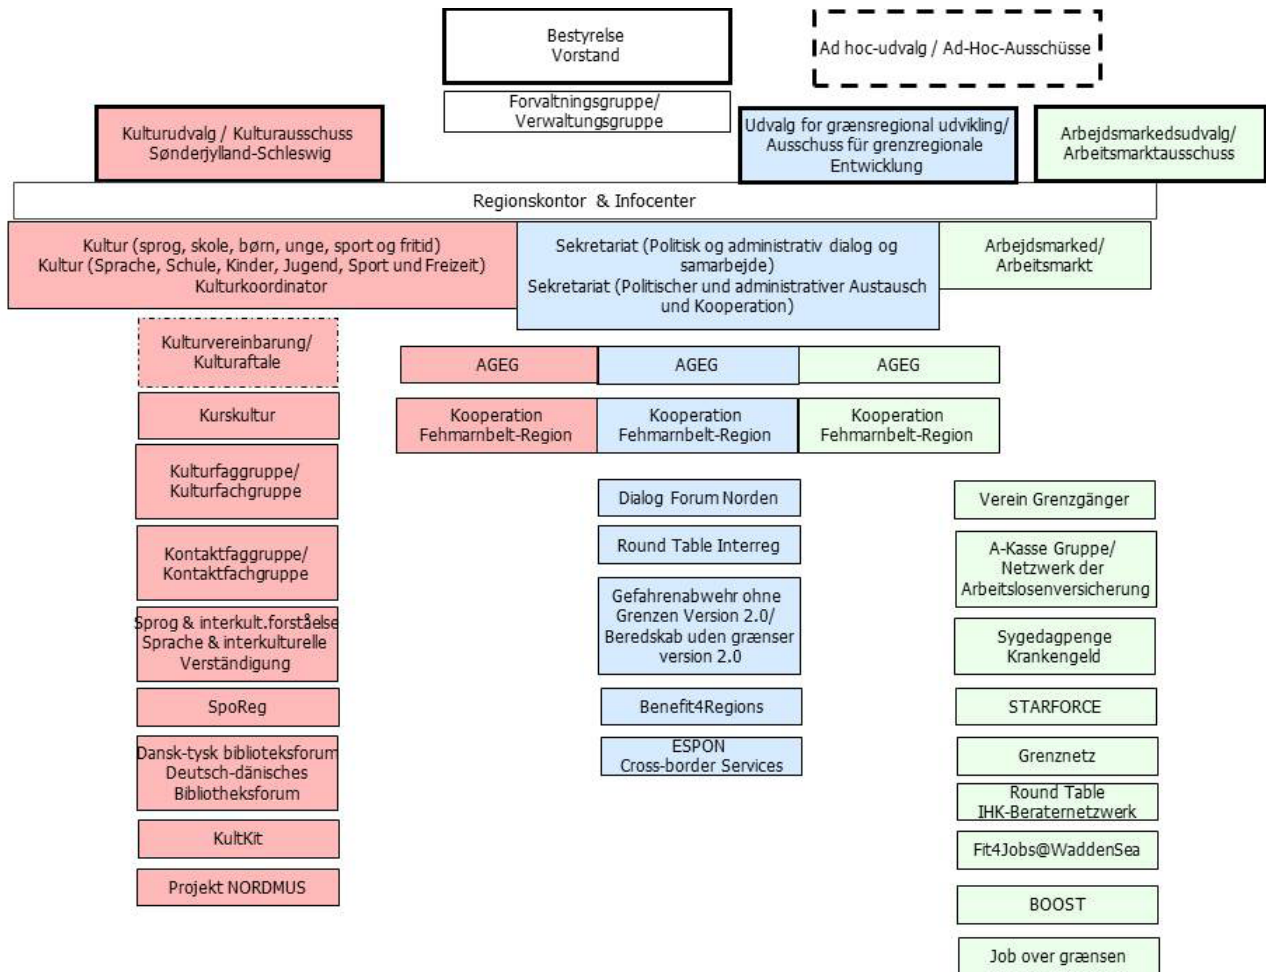 Bestyrelse
Vorstand
Ad hoc-udvalg / Ad-Hoc-Ausschüsse
Forvaltningsgruppe/
Verwaltungsgruppe
Kulturudvalg / Kulturausschuss
Sønderjylland-Schleswig
Udvalg for grænsregional udvikling/
Ausschuss für grenzregionale
Entwicklung
Arbejdsmarkedsudvalg/
Arbeitsmarktausschuss
Regionskontor & Infocenter
Kultur (sprog, skole, børn, unge, sport og fritid)
Kultur (Sprache, Schule, Kinder, Jugend, Sport und Freizeit)
Kulturkoordinator
Sekretariat (Politisk og administrativ dialog og
samarbejde)
Sekretariat (Politischer und administrativer Austausch
und Kooperation)
Arbejdsmarked/
Arbeitsmarkt
Kulturvereinbarung/
Kulturaftale
Kurskultur
Kulturfaggruppe/
Kulturfachgruppe
Kontaktfaggruppe/
Kontaktfachgruppe
Sprog & interkult.forståelse
Sprache & interkulturelle
Verständigung
SpoReg
Dansk-tysk biblioteksforum
Deutsch-dänisches
Bibliotheksforum
KultKit
Projekt NORDMUS
AGEG
AGEG
AGEG
Kooperation
Fehmarnbelt-Region
Kooperation
Fehmarnbelt-Region
Kooperation
Fehmarnbelt-Region
Dialog Forum Norden
Round Table Interreg
Gefahrenabwehr ohne
Grenzen Version 2.0/
Beredskab uden grænser
version 2.0
Benefit4Regions
ESPON
Cross-border Services
Verein Grenzgänger
A-Kasse Gruppe/
Netzwerk der
Arbeitslosenversicherung
Sygedagpenge
Krankengeld
STARFORCE
Grenznetz
Round Table
IHK-Beraternetzwerk
Fit4Jobs@WaddenSea
BOOST
Job over grænsen